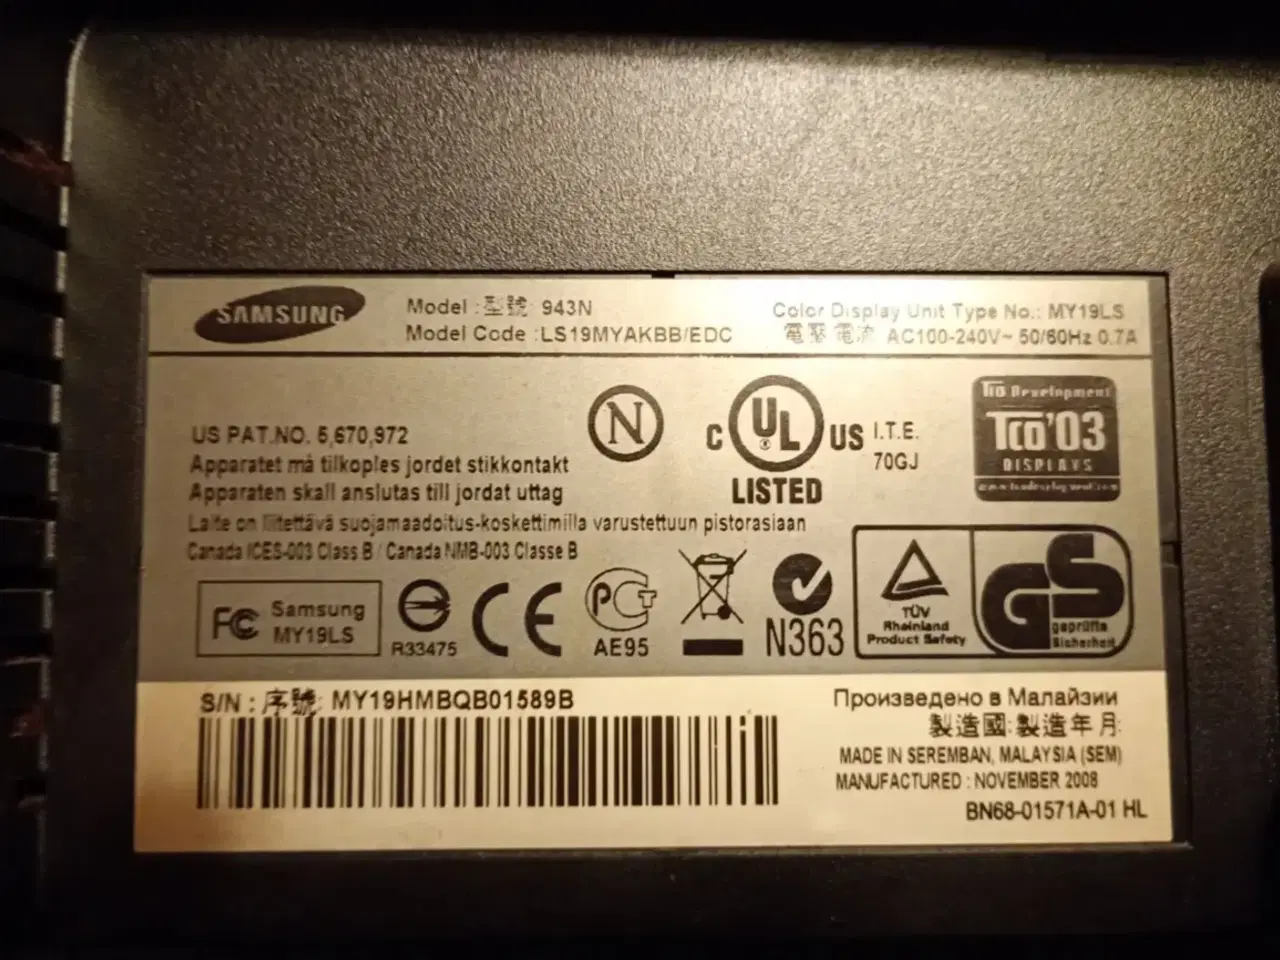 SAMSUNG
Model : 型號 943N
Model Code : LS19MYAKBB/EDC
Color Display Unit Type No.: MY19LS
電壓 電流 AC100-240V~ 50/60Hz 0.7A
US PAT.NO. 5,670,972
Apparatet må tilkoples jordet stikkontakt
Apparaten skall anslutas till jordat uttag
Laite on liitettävä suojamaadoitus-koskettimilla varustettuun pistorasiaan
Canada ICES-003 Class B / Canada NMB-003 Classe B
N
C UL US
LISTED
I.T.E.
70GJ
Tco Development
TCO'03
DISPLAYS
www.tcodevelopment.com
FC Samsung
MY19LS
R33475
CE
PCT
AE95
N363
TÜV
Rheinland
Product Safety
GS
geprüfte
Sicherheit
S/N : 序號: MY19HMBQB01589B
Произведено в Малайзии
製造國: 製造年月:
MADE IN SEREMBAN, MALAYSIA (SEM)
MANUFACTURED : NOVEMBER 2008
BN68-01571A-01 HL